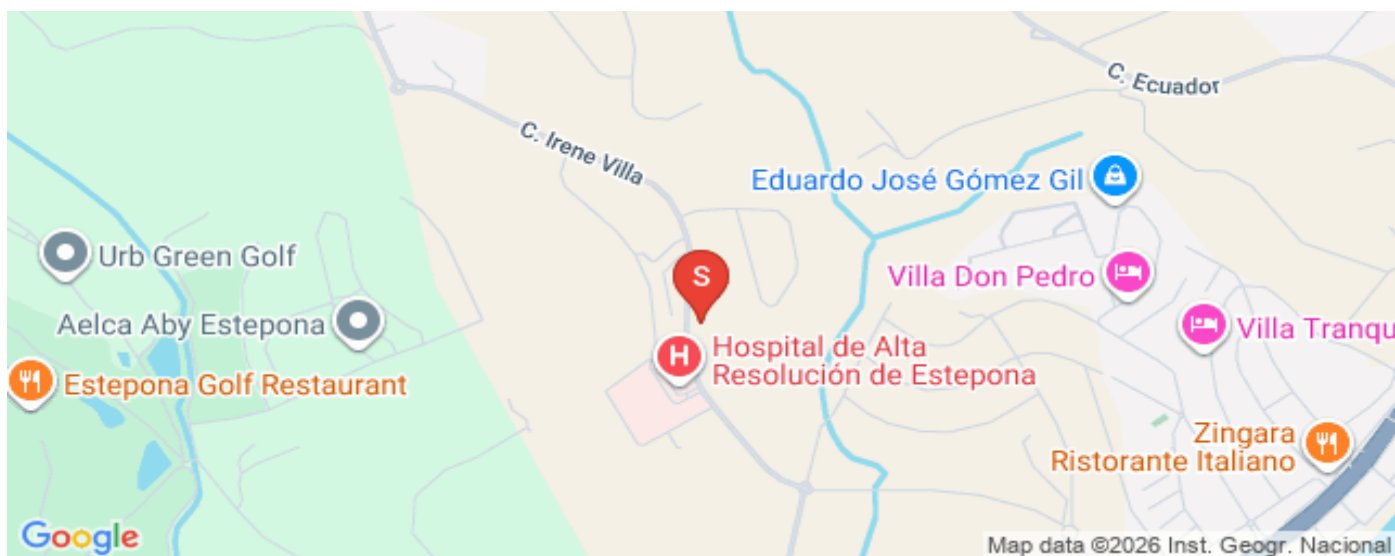 C. Ecuador
C. Irene Villa
Eduardo José Gómez Gil
Urb Green Golf
S
Villa Don Pedro
Aelca Aby Estepona
Villa Tranqu
H
Hospital de Alta
Resolución de Estepona
Estepona Golf Restaurant
Zingara
Ristorante Italiano
Google
Map data ©2026 Inst. Geogr. Nacional